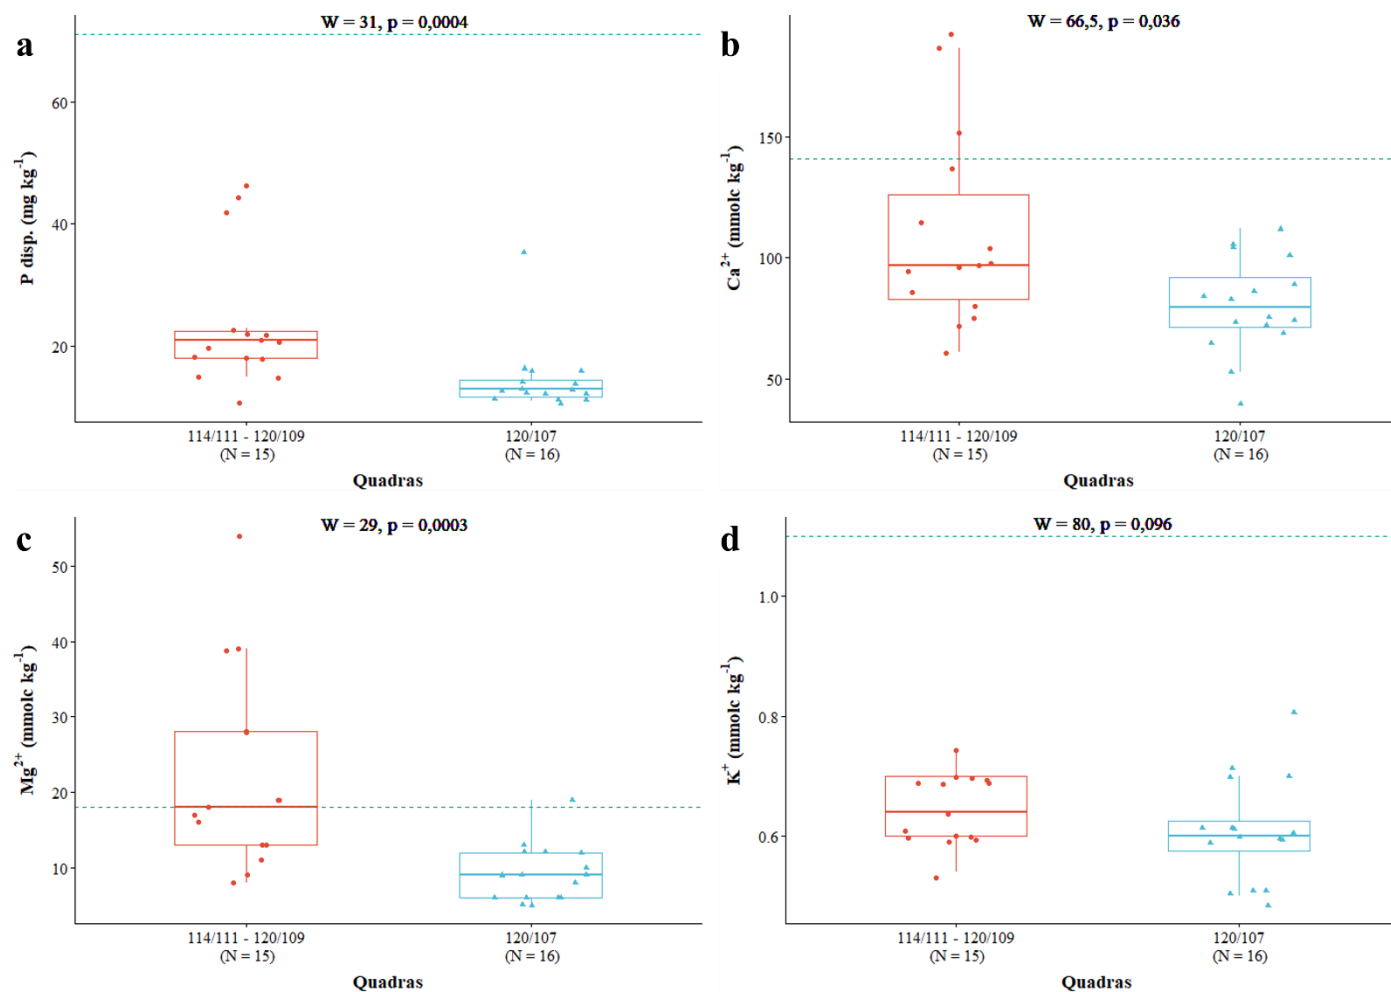 a
W = 31, p = 0,0004
P disp. (mg kg⁻¹)
60
40
20
114/111 - 120/109
(N = 15)
120/107
(N = 16)
Quadras
b
W = 66,5, p = 0,036
Ca²⁺ (mmolc kg⁻¹)
150
100
50
114/111 - 120/109
(N = 15)
120/107
(N = 16)
Quadras
c
W = 29, p = 0,0003
Mg²⁺ (mmolc kg⁻¹)
50
40
30
20
10
114/111 - 120/109
(N = 15)
120/107
(N = 16)
Quadras
d
W = 80, p = 0,096
K⁺ (mmolc kg⁻¹)
1.0
0.8
0.6
114/111 - 120/109
(N = 15)
120/107
(N = 16)
Quadras